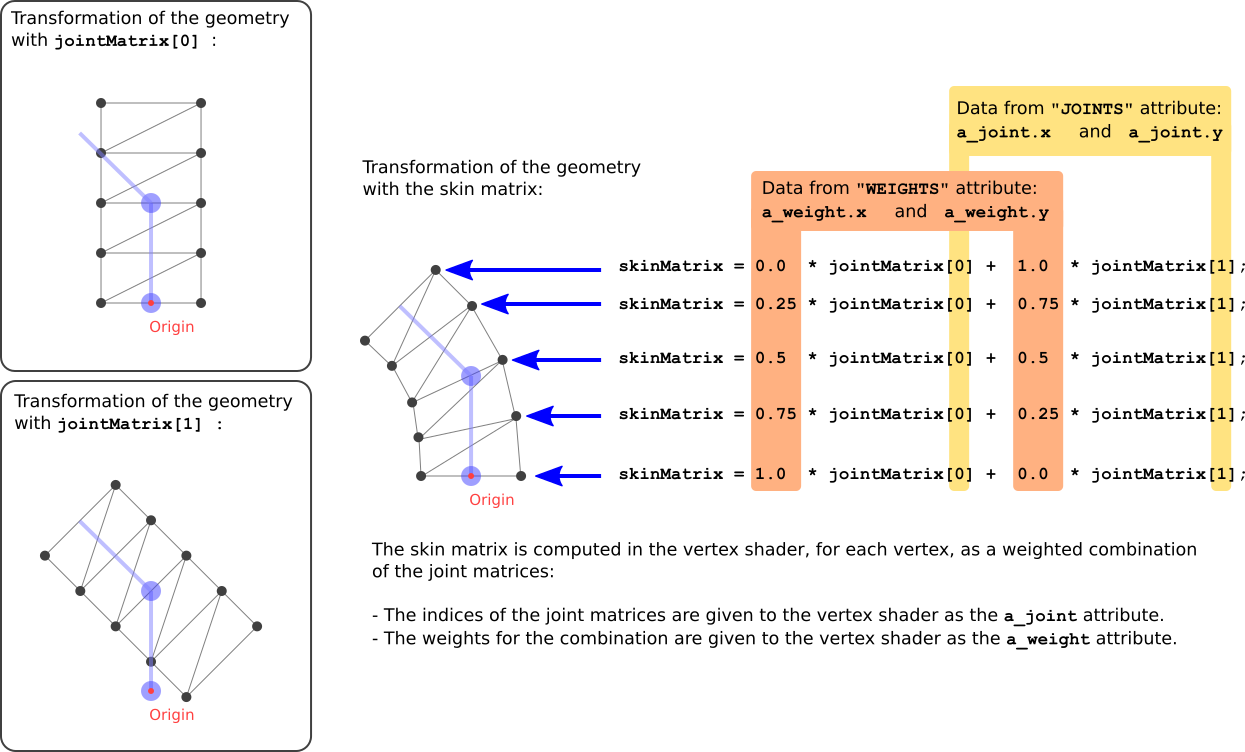 Transformation of the geometry
with jointMatrix[0] :
Origin
Transformation of the geometry
with jointMatrix[1] :
Origin
Transformation of the geometry
with the skin matrix:
Data from "JOINTS" attribute:
a_joint.x and a_joint.y
Data from "WEIGHTS" attribute:
a_weight.x and a_weight.y
skinMatrix = 0.0 * jointMatrix[0] + 1.0 * jointMatrix[1];
skinMatrix = 0.25 * jointMatrix[0] + 0.75 * jointMatrix[1];
skinMatrix = 0.5 * jointMatrix[0] + 0.5 * jointMatrix[1];
skinMatrix = 0.75 * jointMatrix[0] + 0.25 * jointMatrix[1];
skinMatrix = 1.0 * jointMatrix[0] + 0.0 * jointMatrix[1];
Origin
The skin matrix is computed in the vertex shader, for each vertex, as a weighted combination
of the joint matrices:
- The indices of the joint matrices are given to the vertex shader as the a_joint attribute.
- The weights for the combination are given to the vertex shader as the a_weight attribute.